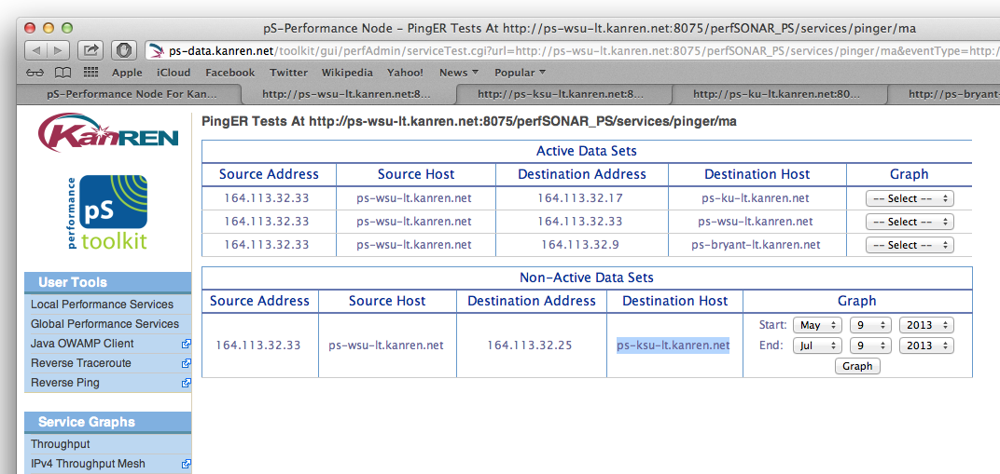 pS-Performance Node - PingER Tests At http://ps-wsu-lt.kanren.net:8075/perfSONAR_PS/services/pinger/ma
ps-data.kanren.net/toolkit/gui/perfAdmin/serviceTest.cgi?url=http://ps-wsu-lt.kanren.net:8075/perfSONAR_PS/services/pinger/ma&eventType=http:/
Apple iCloud Facebook Twitter Wikipedia Yahoo! News Popular
pS-Performance Node For Kan... http://ps-wsu-lt.kanren.net:8... http://ps-ksu-lt.kanren.net:8... http://ps-ku-lt.kanren.net:80... http://ps-bryant-
KanREN
performance
pS
toolkit
User Tools
Local Performance Services
Global Performance Services
Java OWAMP Client
Reverse Traceroute
Reverse Ping
Service Graphs
Throughput
IPv4 Throughput Mesh
PingER Tests At http://ps-wsu-lt.kanren.net:8075/perfSONAR_PS/services/pinger/ma
Active Data Sets
Source Address Source Host Destination Address Destination Host Graph
164.113.32.33 ps-wsu-lt.kanren.net 164.113.32.17 ps-ku-lt.kanren.net -- Select --
164.113.32.33 ps-wsu-lt.kanren.net 164.113.32.33 ps-wsu-lt.kanren.net -- Select --
164.113.32.33 ps-wsu-lt.kanren.net 164.113.32.9 ps-bryant-lt.kanren.net -- Select --
Non-Active Data Sets
Source Address Source Host Destination Address Destination Host Graph
164.113.32.33 ps-wsu-lt.kanren.net 164.113.32.25 ps-ksu-lt.kanren.net
Start: May 9 2013
End: Jul 9 2013
Graph